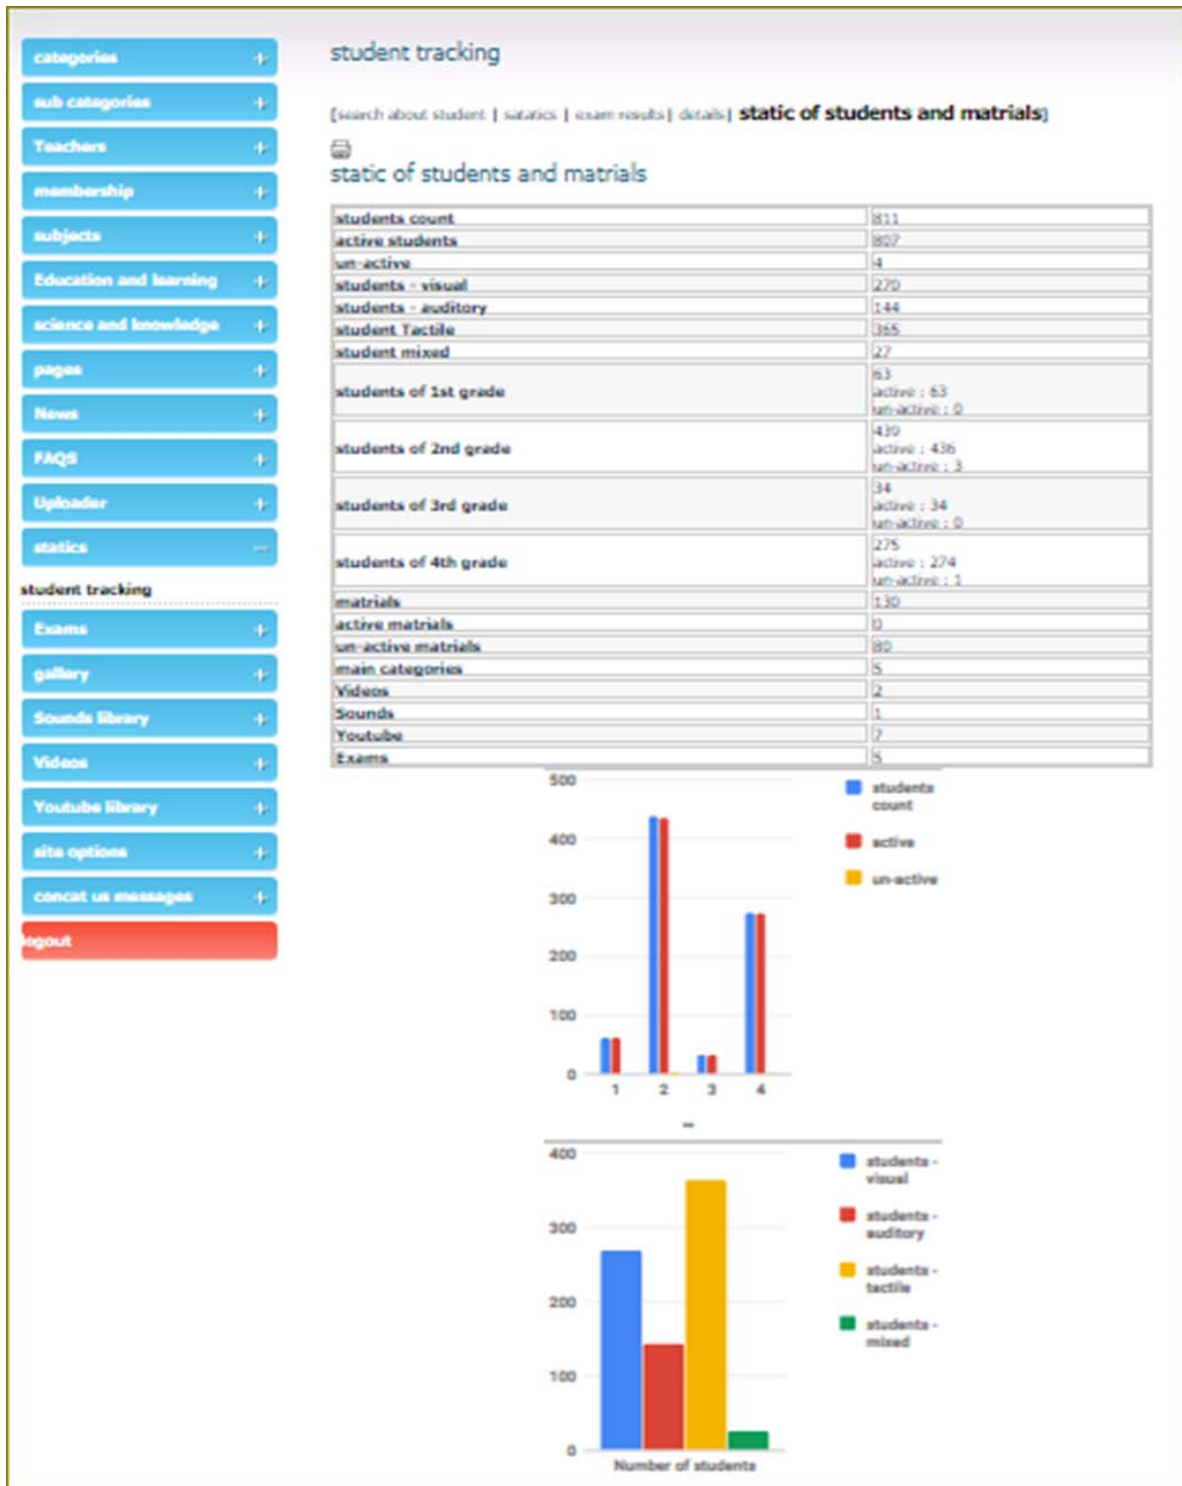 categories
sub categories
Teachers
membership
subjects
Education and learning
science and knowledge
pages
News
FAQS
Uploader
statics
student tracking
Exams
gallery
Sounds library
Videos
Youtube library
site options
concat us messages
logout
student tracking
[search about student | satatics | exam results| details| static of students and matrials]
static of students and matrials
students count 811
active students 807
un-active 4
students - visual 270
students - auditory 144
student Tactile 365
student mixed 27
students of 1st grade
63
active : 63
un-active : 0
students of 2nd grade
439
active : 436
un-active : 3
students of 3rd grade
34
active : 34
un-active : 0
students of 4th grade
275
active : 274
un-active : 1
matrials 130
active matrials 0
un-active matrials 80
main categories 5
Videos 2
Sounds 1
Youtube 7
Exams 5
500
400
300
200
100
0
1 2 3 4
students
count
active
un-active
400
300
200
100
0
Number of students
students -
visual
students -
auditory
students -
tactile
students -
mixed